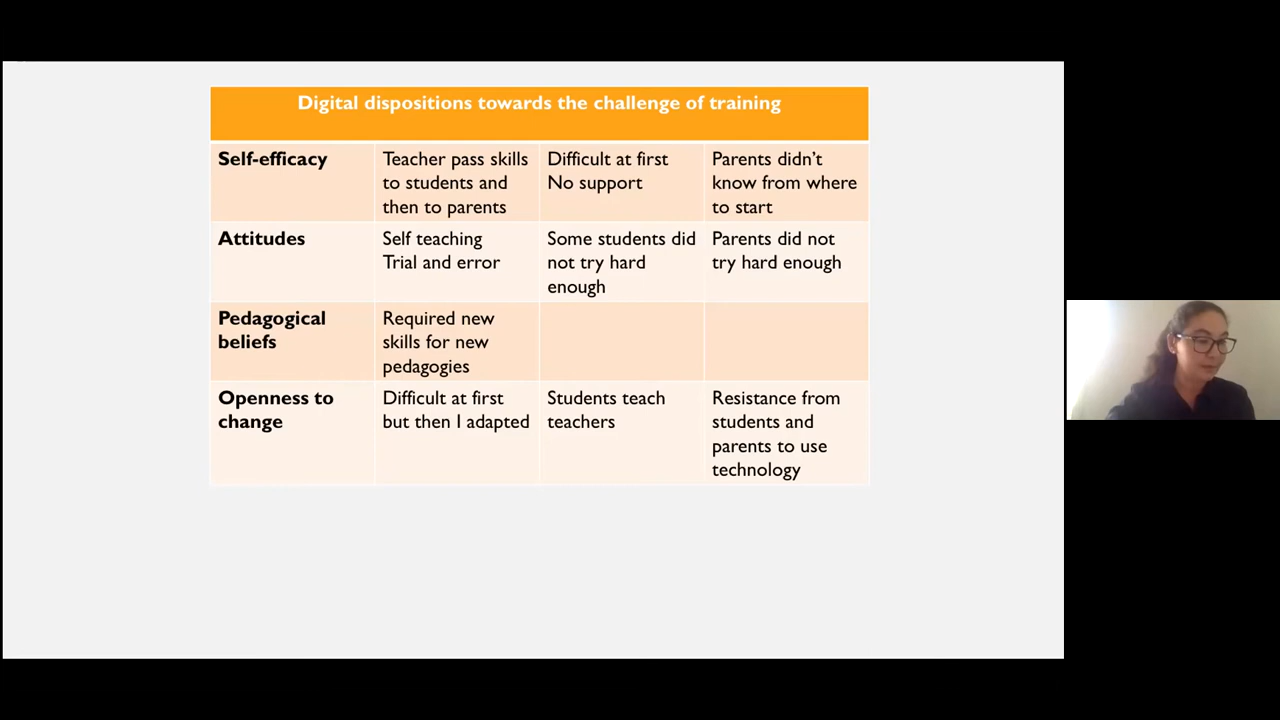 Digital dispositions towards the challenge of training
Self-efficacy
Teacher pass skills
to students and
then to parents
Difficult at first
No support
Parents didn’t
know from where
to start
Attitudes
Self teaching
Trial and error
Some students did
not try hard
enough
Parents did not
try hard enough
Pedagogical
beliefs
Required new
skills for new
pedagogies
Openness to
change
Difficult at first
but then I adapted
Students teach
teachers
Resistance from
students and
parents to use
technology